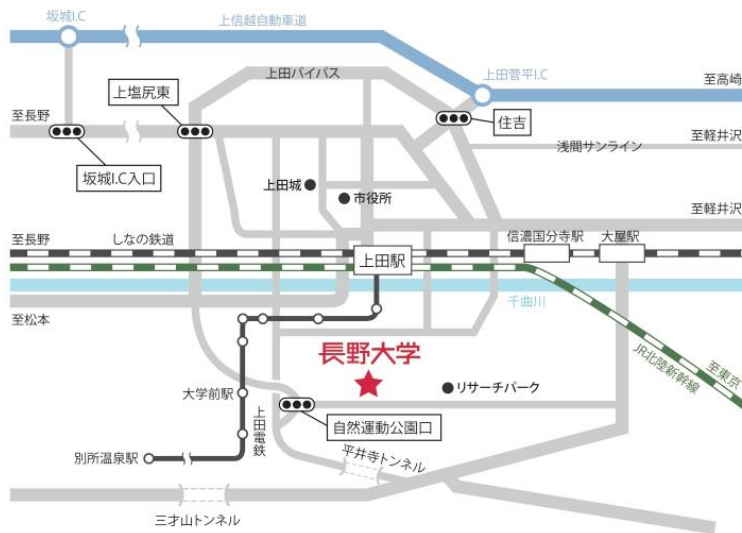 坂城I.C
上信越自動車道
上田バイパス
上田菅平I.C
至高崎
上塩尻東
至長野
住吉
至軽井沢
浅間サンライン
坂城I.C入口
上田城
市役所
至軽井沢
至長野
しなの鉄道
上田駅
信濃国分寺駅
大屋駅
千曲川
至松本
長野大学
JR北陸新幹線
至東京
大学前駅
リサーチパーク
上田電鉄
自然運動公園口
別所温泉駅
平井寺トンネル
三才山トンネル